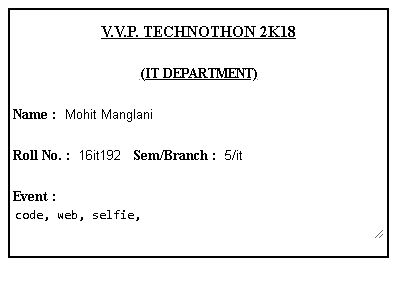 V.V.P. TECHNOTHON 2K18
(IT DEPARTMENT)
Name : Mohit Manglani
Roll No. : 16it192 Sem/Branch : 5/it
Event :
code, web, selfie,